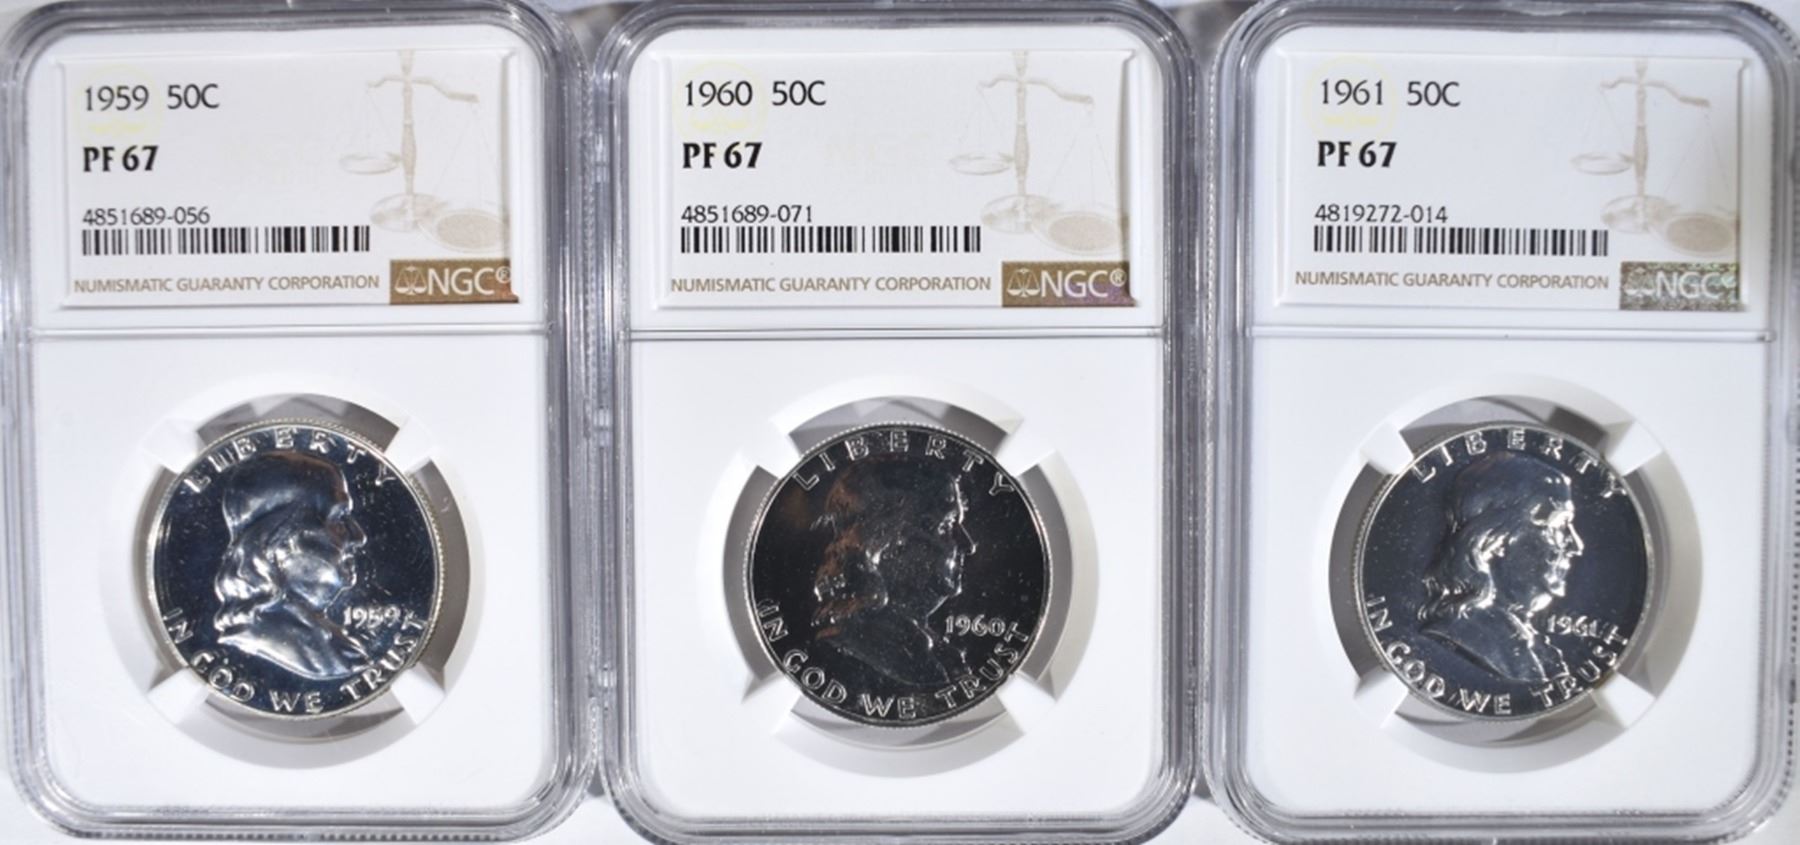 1959 50C
PF 67
4851689-056
NUMISMATIC GUARANTY CORPORATION NGC®
LIBERTY
1959
IN GOD WE TRUST
1960 50C
PF 67
4851689-071
NUMISMATIC GUARANTY CORPORATION NGC®
LIBERTY
1960
IN GOD WE TRUST
1961 50C
PF 67
4819272-014
NUMISMATIC GUARANTY CORPORATION NGC
LIBERTY
1961
IN GOD WE TRUST